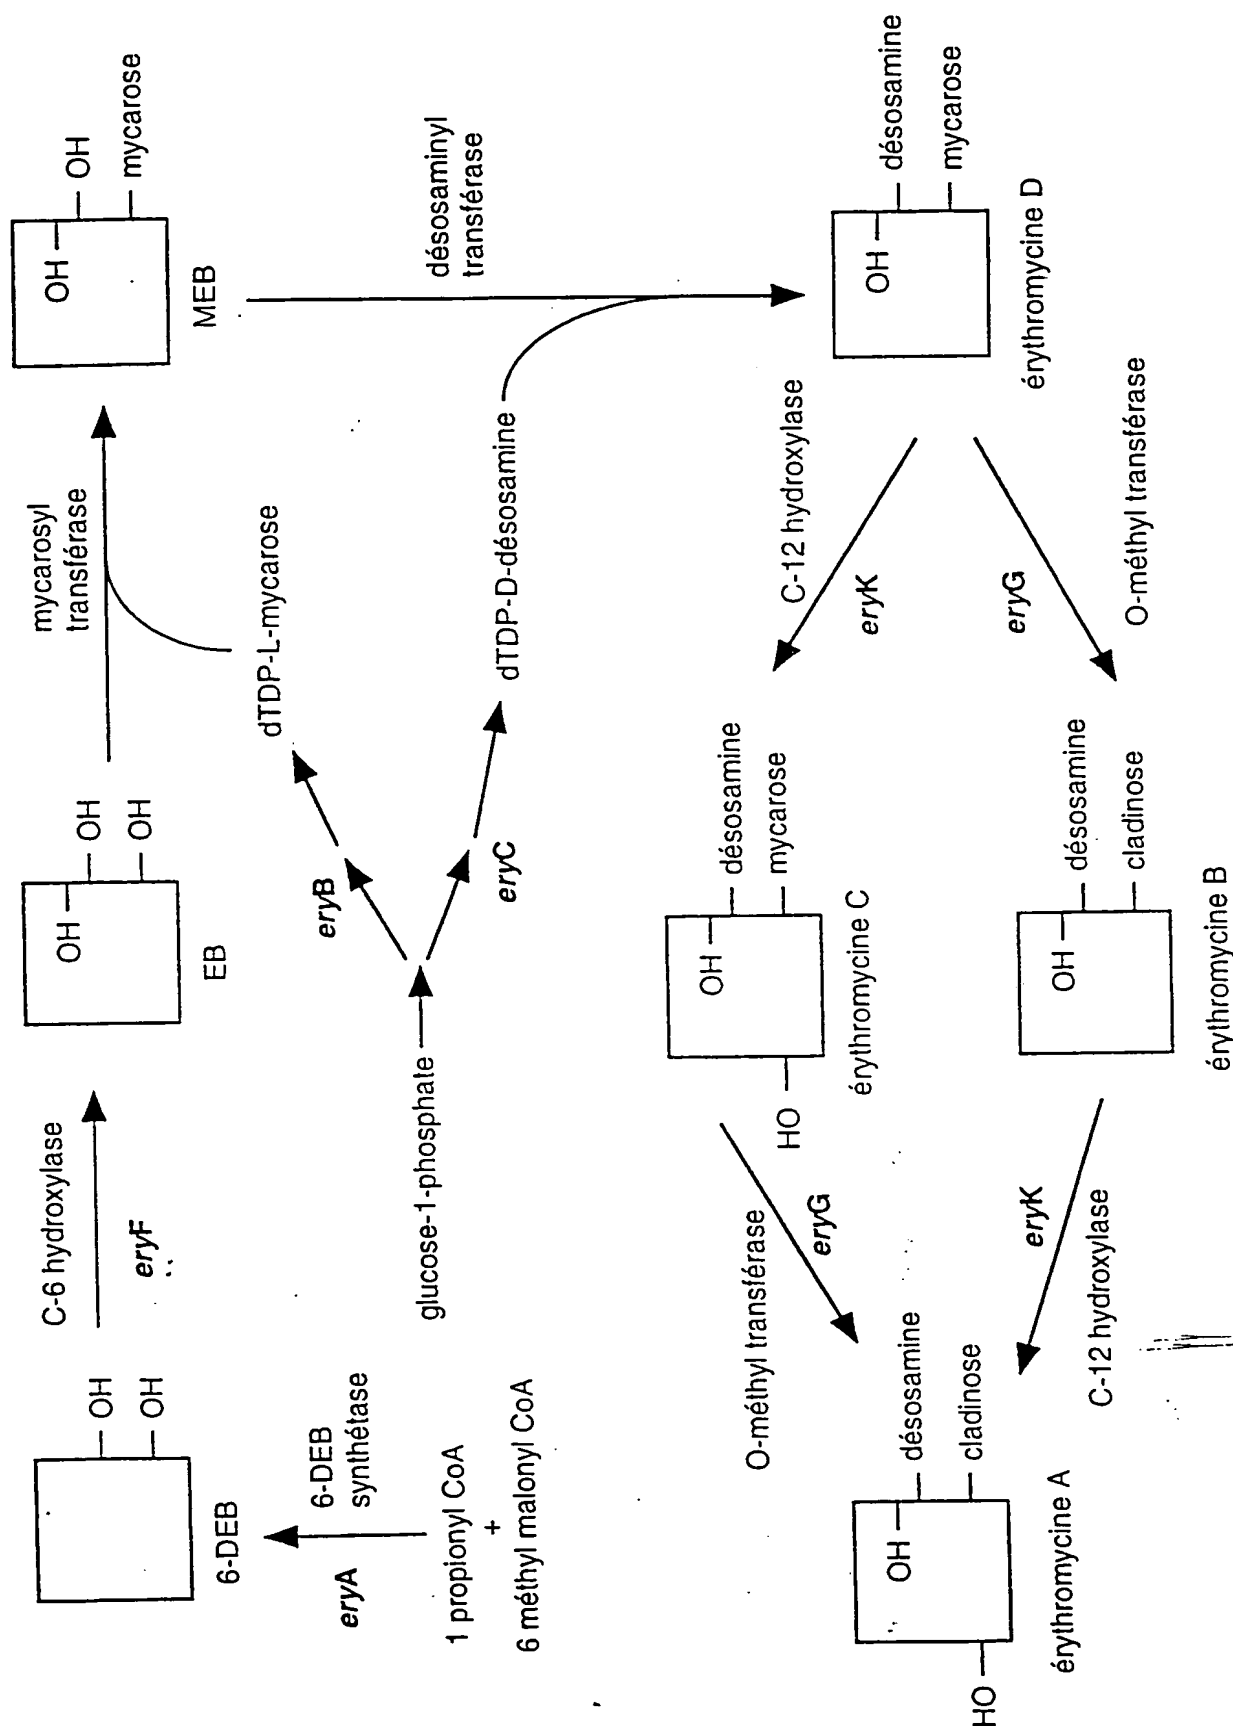 OH
OH
6-DEB
eryA
6-DEB
synthétase
1 propionyl CoA
+
6 méthyl malonyl CoA
C-6 hydroxylase
eryF
OH
OH
OH
EB
mycarosyl
transférase
OH
OH
mycarose
MEB
glucose-1-phosphate
eryB
eryC
dTDP-L-mycarose
dTDP-D-désosamine
désosaminyl
transférase
OH
désosamine
mycarose
érythromycine D
C-12 hydroxylase
eryK
eryG
O-méthyl transférase
OH
désosamine
mycarose
HO
érythromycine C
OH
désosamine
cladinose
érythromycine B
O-méthyl transférase
eryG
eryK
C-12 hydroxylase
OH
désosamine
cladinose
HO
érythromycine A